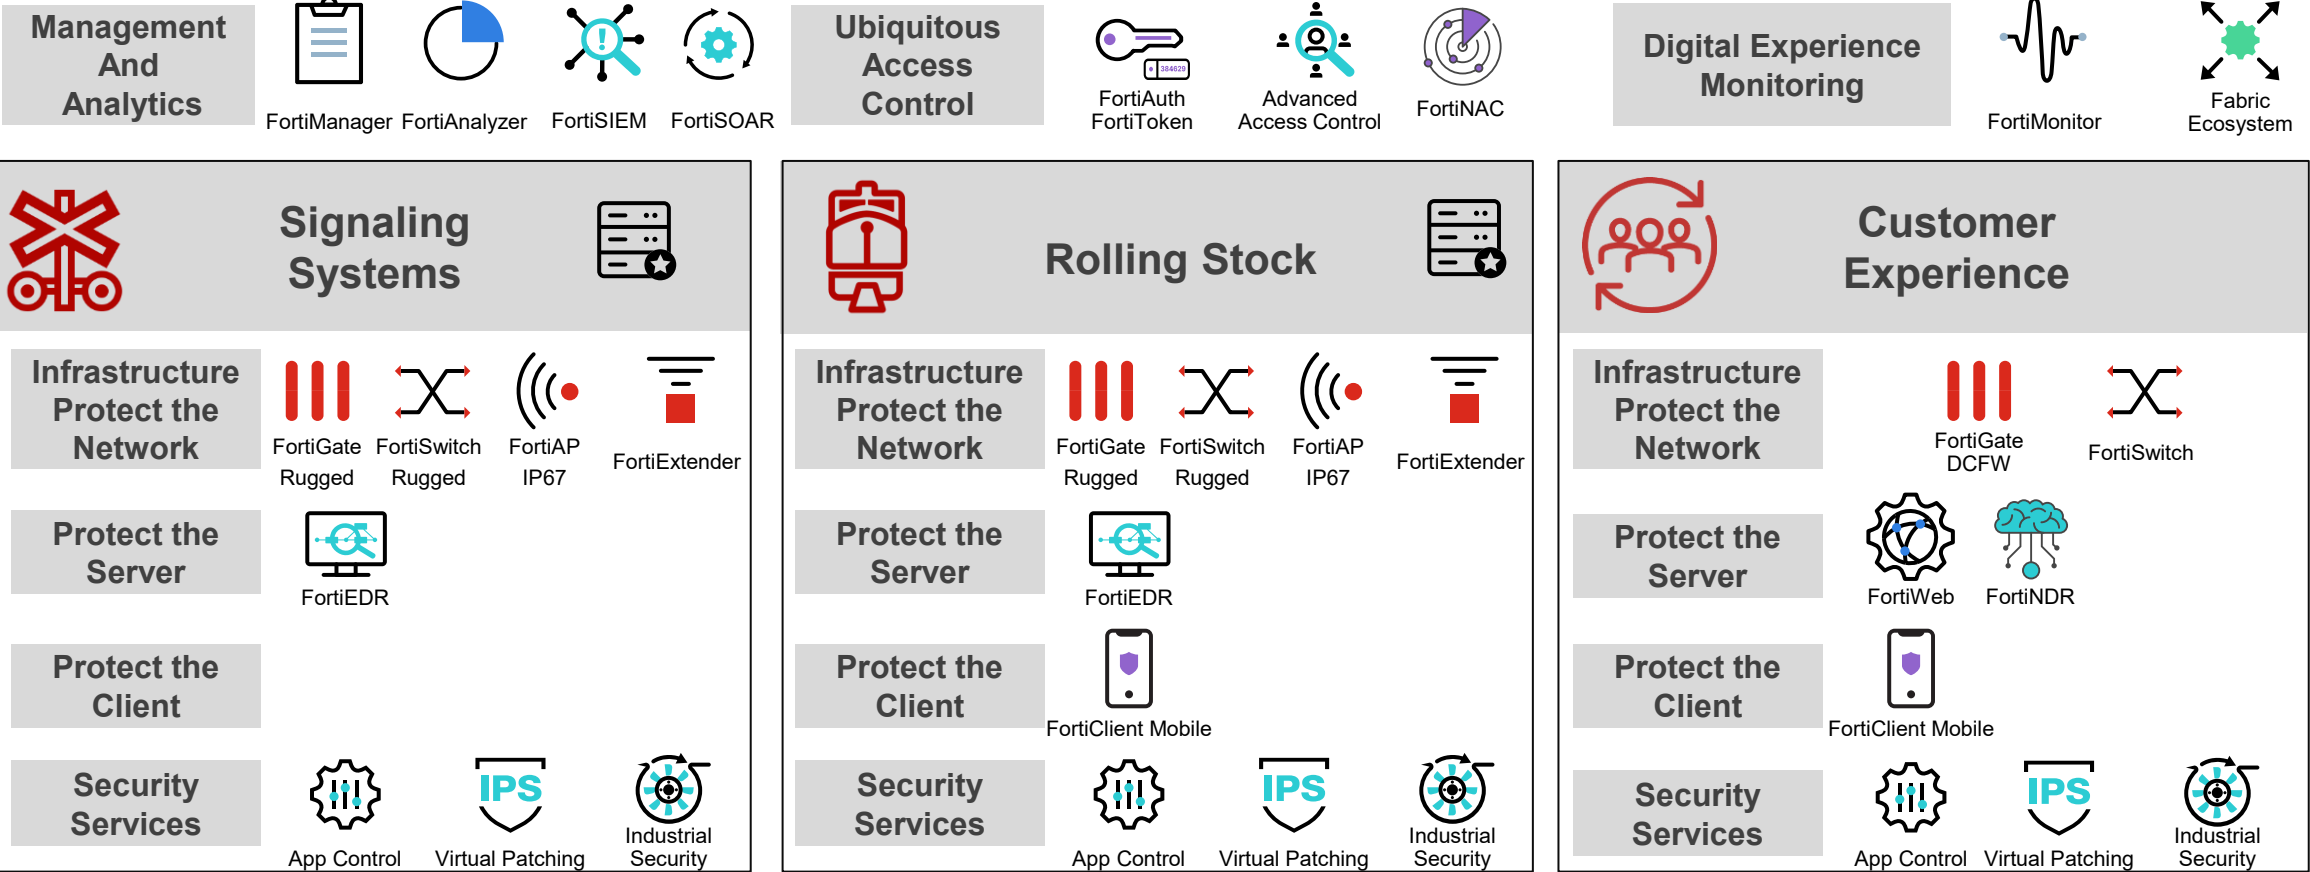 Management
And
Analytics
FortiManager
FortiAnalyzer
FortiSIEM
FortiSOAR
Ubiquitous
Access
Control
384629
FortiAuth
FortiToken
Advanced
Access Control
FortiNAC
Digital Experience
Monitoring
FortiMonitor
Fabric
Ecosystem
Signaling
Systems
Infrastructure
Protect the
Network
FortiGate
Rugged
FortiSwitch
Rugged
FortiAP
IP67
FortiExtender
Protect the
Server
FortiEDR
Protect the
Client
Security
Services
App Control
IPS
Virtual Patching
Industrial
Security
Rolling Stock
Infrastructure
Protect the
Network
FortiGate
Rugged
FortiSwitch
Rugged
FortiAP
IP67
FortiExtender
Protect the
Server
FortiEDR
Protect the
Client
FortiClient Mobile
Security
Services
App Control
IPS
Virtual Patching
Industrial
Security
Customer
Experience
Infrastructure
Protect the
Network
FortiGate
DCFW
FortiSwitch
Protect the
Server
FortiWeb
FortiNDR
Protect the
Client
FortiClient Mobile
Security
Services
App Control
IPS
Virtual Patching
Industrial
Security